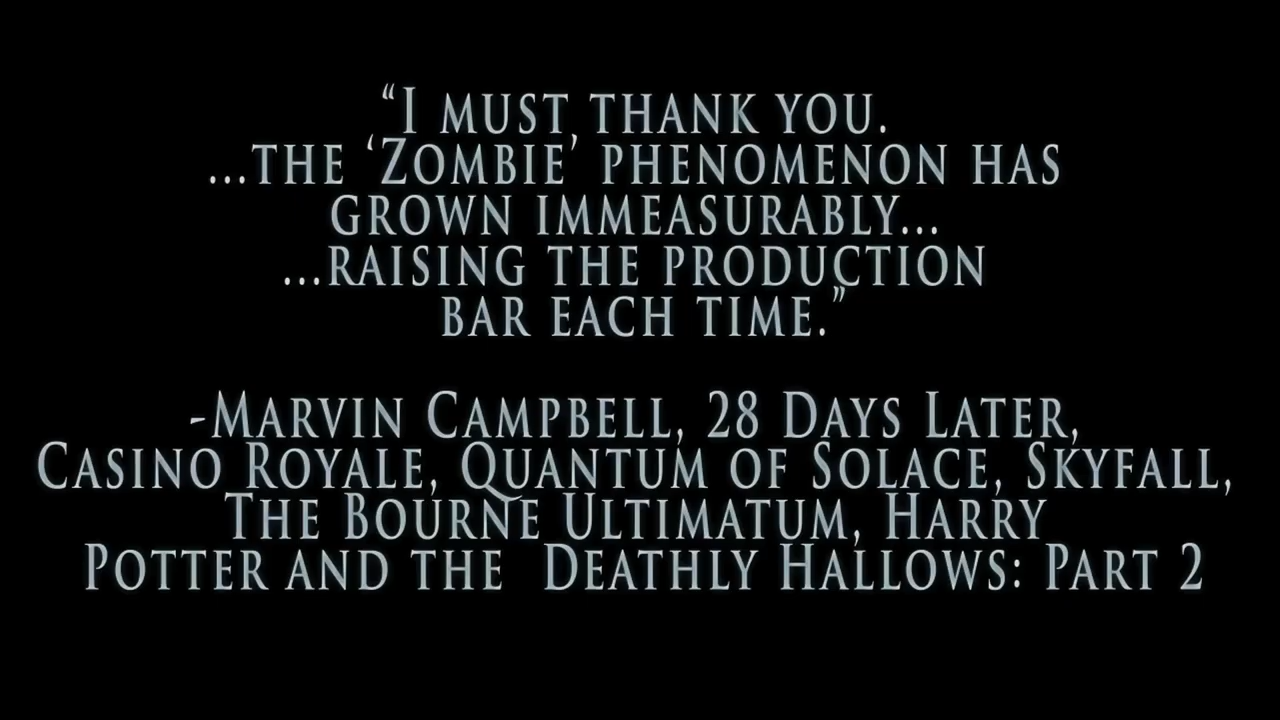 “I must thank you.
...the ‘Zombie’ phenomenon has
grown immeasurably...
...raising the production
bar each time.”
-Marvin Campbell, 28 Days Later,
Casino Royale, Quantum of Solace, Skyfall,
The Bourne Ultimatum, Harry
Potter and the Deathly Hallows: Part 2